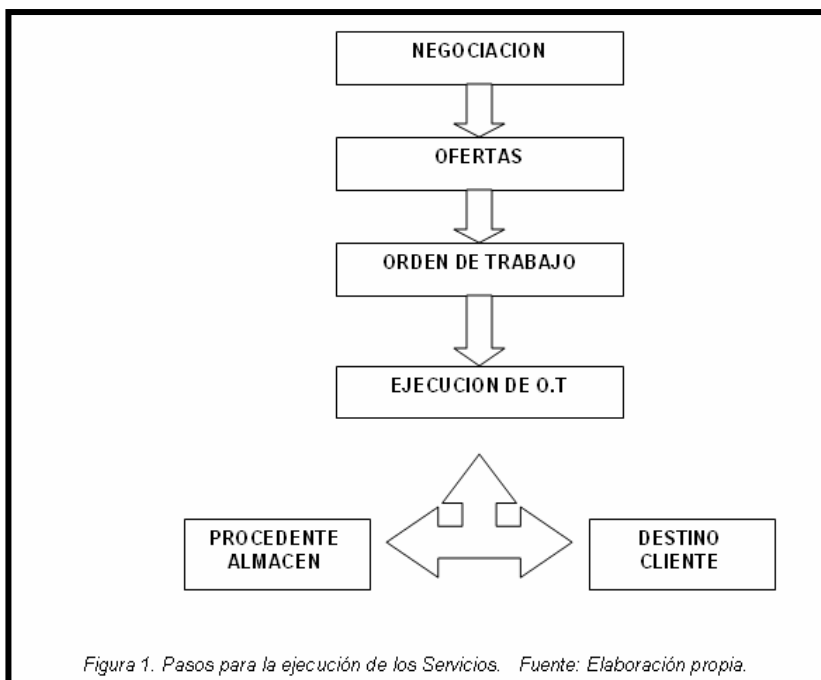 NEGOCIACION
OFERTAS
ORDEN DE TRABAJO
EJECUCION DE O.T
PROCEDENTE
ALMACEN
DESTINO
CLIENTE
Figura 1. Pasos para la ejecución de los Servicios. Fuente: Elaboración propia.